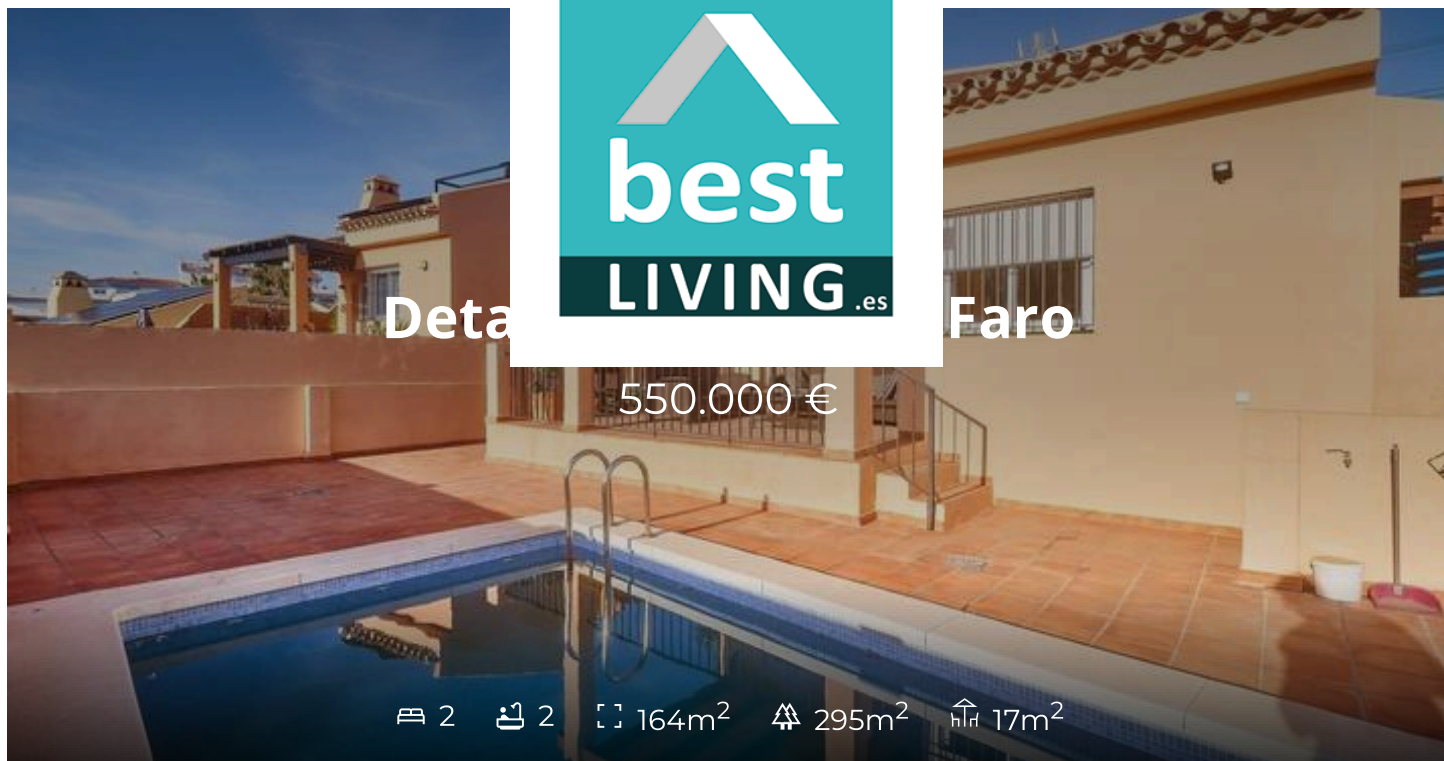 best
LIVING.es
Deta Faro
550.000 €
2 2 164m² 295m² 17m²